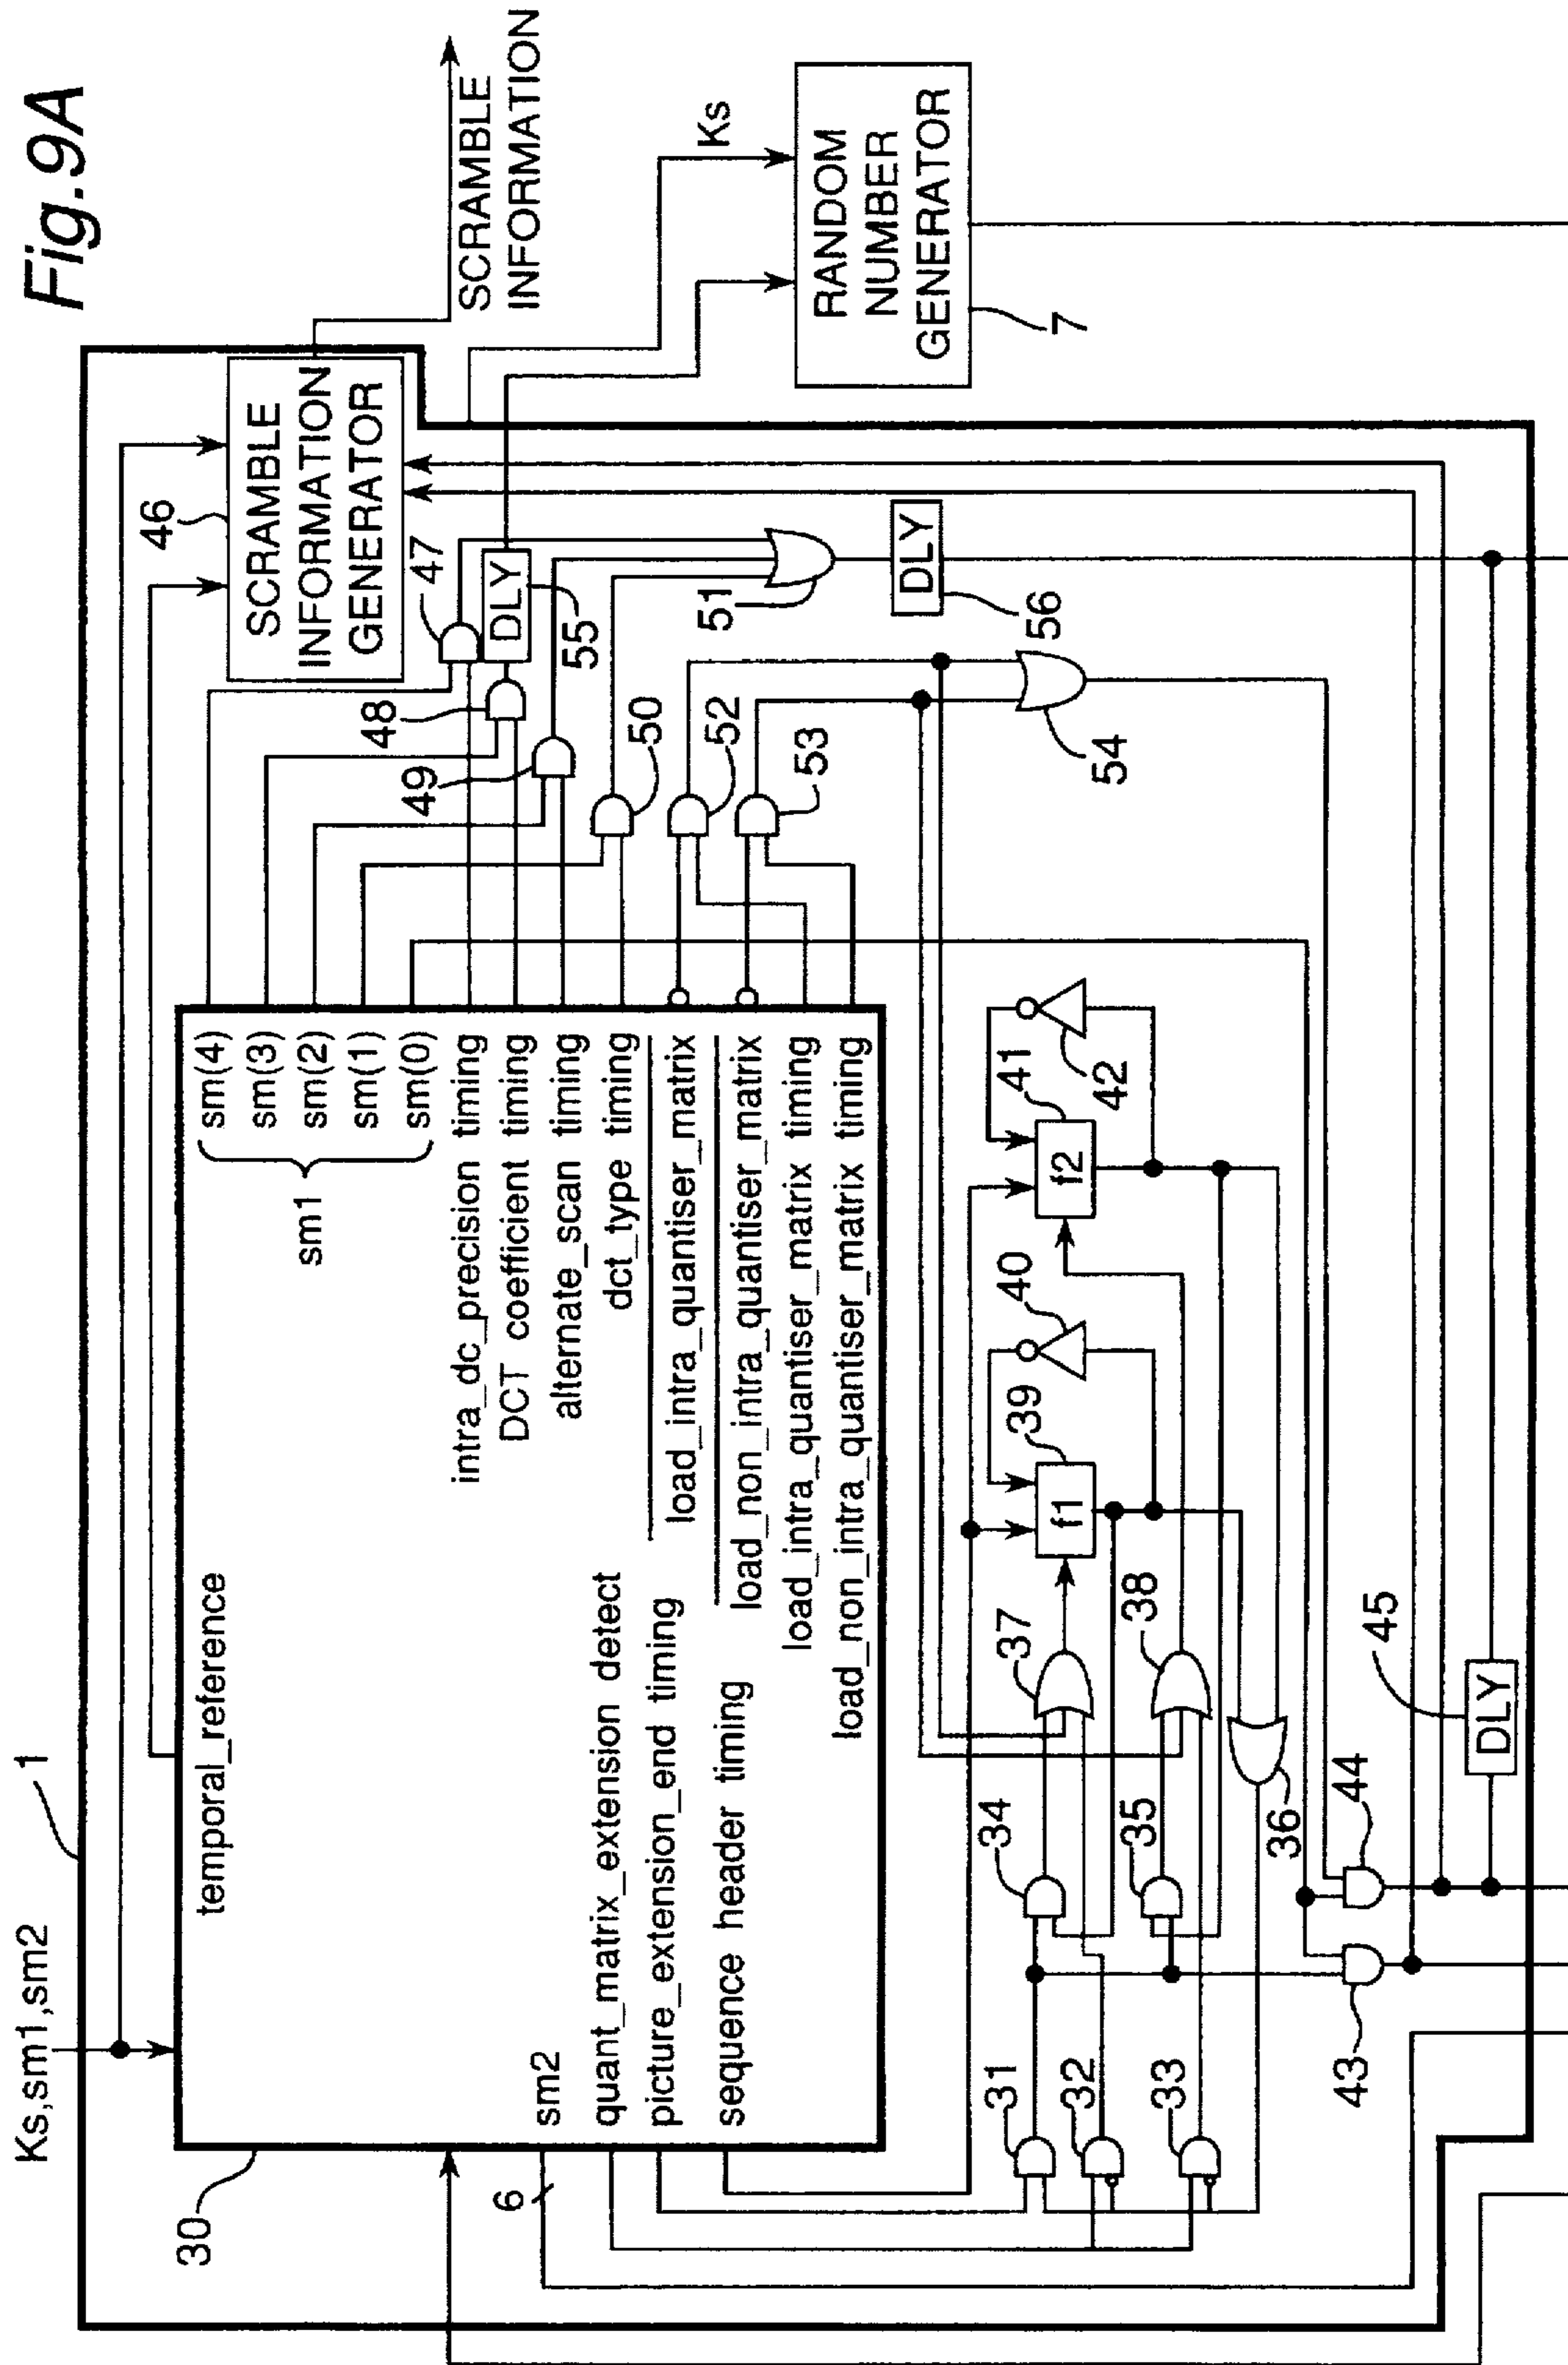 Fig.9A
Ks,sm1,sm2
1
30
temporal_reference
sm(4)
sm(3)
sm(2)
sm(1)
sm(0)
sm1
intra_dc_precision timing
DCT coefficient timing
alternate_scan timing
dct_type timing
load_intra_quantiser_matrix
load_non_intra_quantiser_matrix
load_intra_quantiser_matrix timing
load_non_intra_quantiser_matrix timing
sm2
quant_matrix_extension detect
picture_extension_end timing
sequence header timing
6
46
SCRAMBLE
INFORMATION
GENERATOR
SCRAMBLE
INFORMATION
47
48
49
DLY
55
50
52
53
51
DLY
56
54
Ks
RANDOM
NUMBER
GENERATOR
7
31
32
33
34
35
36
37
38
f1
39
40
f2
41
42
43
44
45
DLY